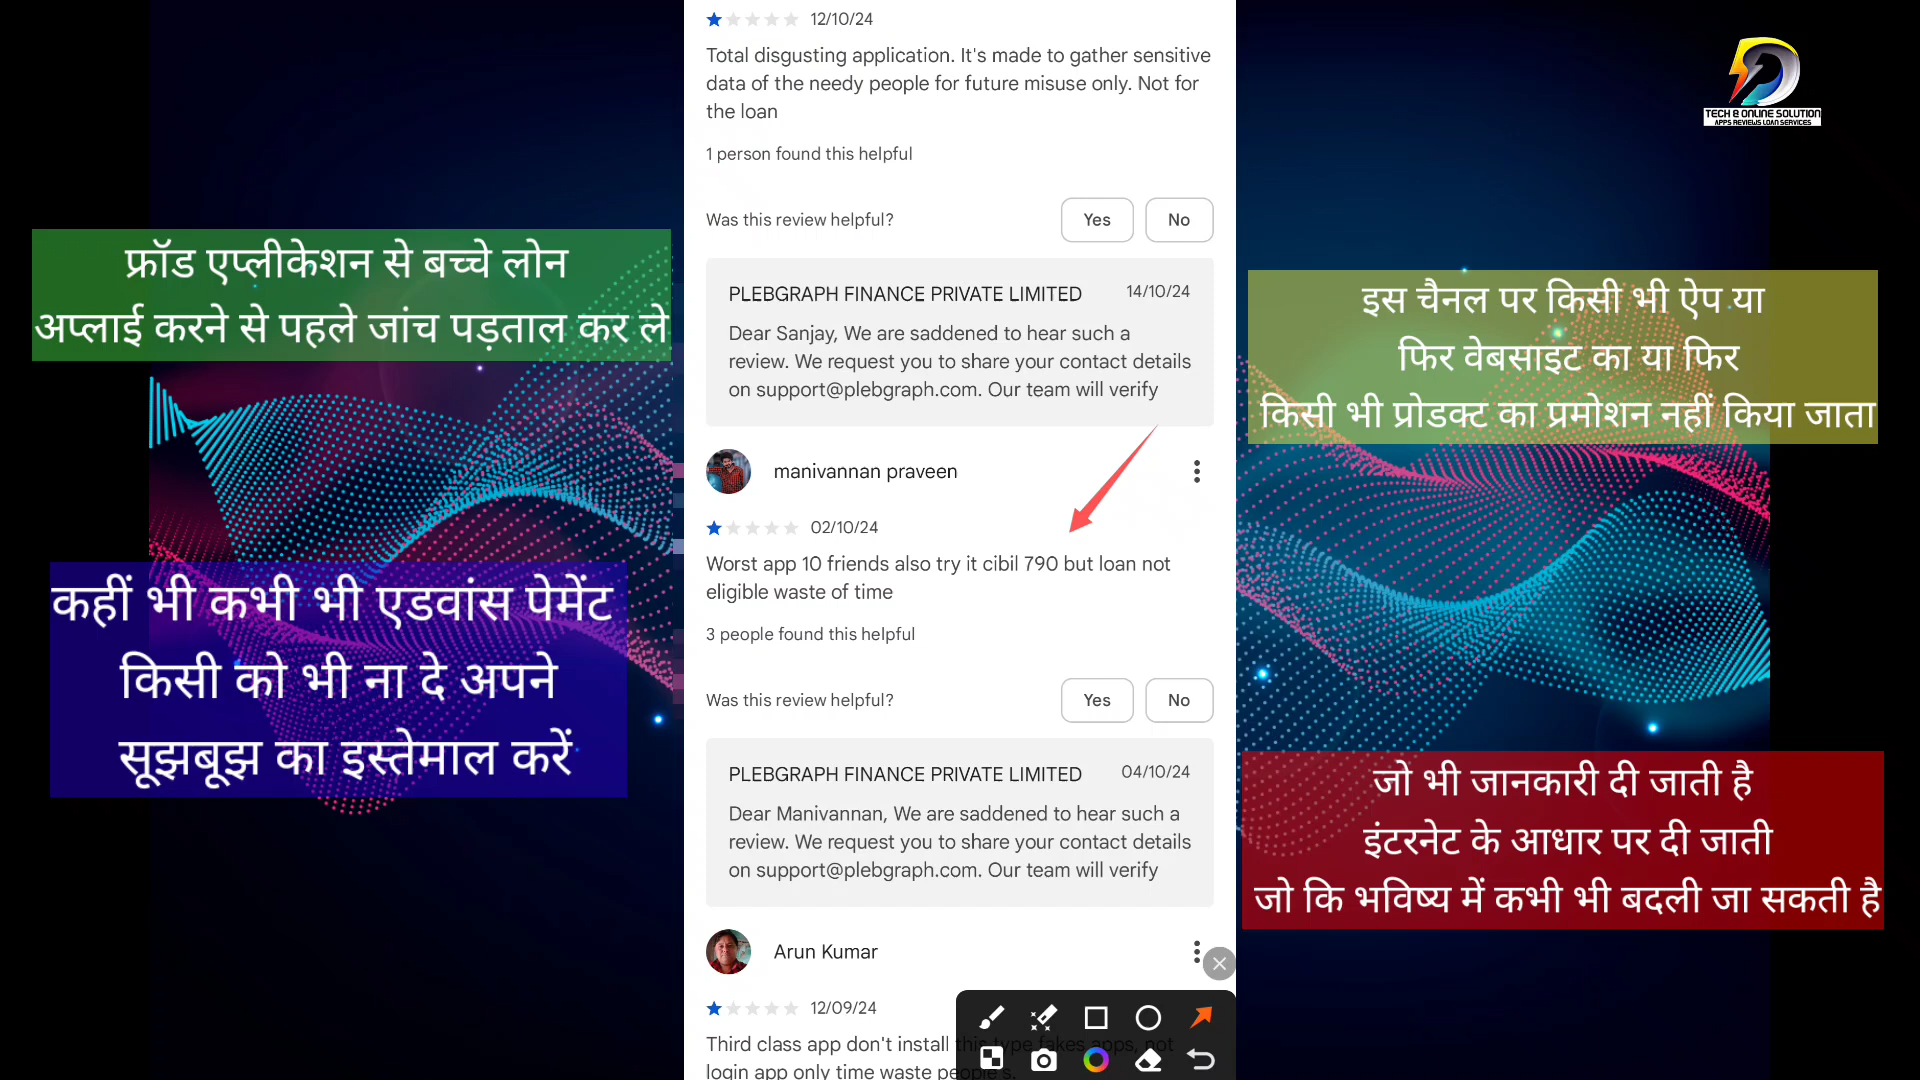 12/10/24
Total disgusting application. It's made to gather sensitive
data of the needy people for future misuse only. Not for
the loan
1 person found this helpful
Was this review helpful?
Yes
No
PLEBGRAPH FINANCE PRIVATE LIMITED
14/10/24
Dear Sanjay, We are saddened to hear such a
review. We request you to share your contact details
on support@plebgraph.com. Our team will verify
manivannan praveen
02/10/24
Worst app 10 friends also try it cibil 790 but loan not
eligible waste of time
3 people found this helpful
Was this review helpful?
Yes
No
PLEBGRAPH FINANCE PRIVATE LIMITED
04/10/24
Dear Manivannan, We are saddened to hear such a
review. We request you to share your contact details
on support@plebgraph.com. Our team will verify
Arun Kumar
12/09/24
Third class app don't install this type fakes apps, not
login app only time waste people's.
फ्रॉड एप्लीकेशन से बच्चे लोन
अप्लाई करने से पहले जांच पड़ताल कर ले
कहीं भी कभी भी एडवांस पेमेंट
किसी को भी ना दे अपने
सूझबूझ का इस्तेमाल करें
TECH & ONLINE SOLUTION
APPS REVIEWS LOAN SERVICES
इस चैनल पर किसी भी ऐप या
फिर वेबसाइट का या फिर
किसी भी प्रोडक्ट का प्रमोशन नहीं किया जाता
जो भी जानकारी दी जाती है
इंटरनेट के आधार पर दी जाती
जो कि भविष्य में कभी भी बदली जा सकती है